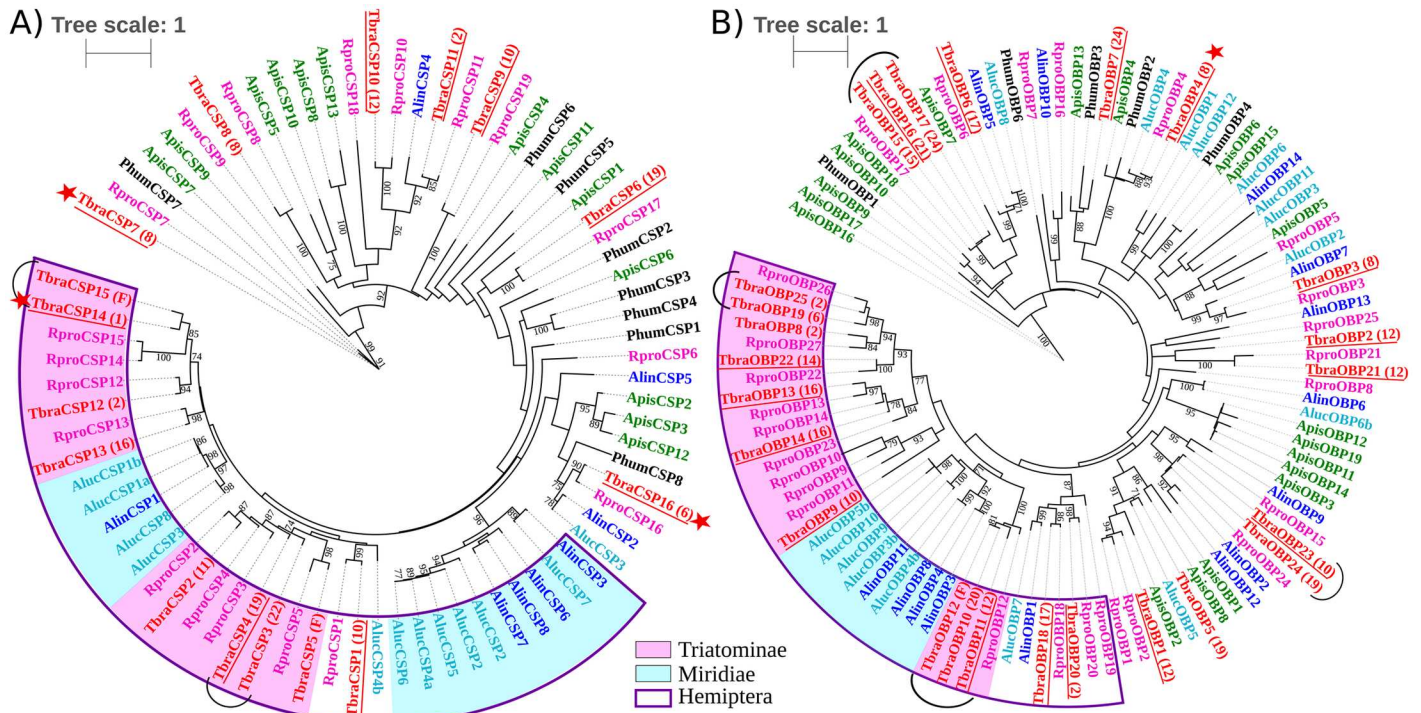 A) Tree scale: 1
TbraCSP7 (8)
RproCSP7
PhumCSP7
ApisCSP7
ApisCSP9
RproCSP9
TbraCSP8 (8)
RproCSP8
ApisCSP5
ApisCSP10
ApisCSP8
ApisCSP13
RproCSP18
TbraCSP10 (12)
RproCSP10
AlinCSP4
TbraCSP11 (2)
RproCSP11
TbraCSP9 (10)
RproCSP19
ApisCSP4
PhumCSP6
ApisCSP11
PhumCSP5
ApisCSP1
TbraCSP6 (19)
RproCSP17
PhumCSP2
ApisCSP6
PhumCSP3
PhumCSP4
PhumCSP1
RproCSP6
AlinCSP5
ApisCSP2
ApisCSP3
ApisCSP12
PhumCSP8
TbraCSP16 (6)
RproCSP16
AlinCSP2
AlucCSP3
AlinCSP3
AlucCSP7
AlinCSP6
AlinCSP8
AlinCSP7
AlucCSP2
AlucCSP2
AlucCSP5
AlucCSP4a
AlucCSP6
AlucCSP4b
TbraCSP1 (10)
RproCSP1
TbraCSP5 (F)
RproCSP5
TbraCSP3 (22)
TbraCSP4 (19)
RproCSP3
RproCSP4
TbraCSP2 (11)
RproCSP2
AlucCSP3
AlucCSP8
AlinCSP1
AlucCSP1a
AlucCSP1b
TbraCSP13 (16)
RproCSP13
TbraCSP12 (2)
RproCSP12
RproCSP14
RproCSP15
TbraCSP14 (1)
TbraCSP15 (F)
Triatominae
Miridiae
Hemiptera
B) Tree scale: 1
ApisOBP16
ApisOBP17
ApisOBP9
PhumOBP1
ApisOBP10
ApisOBP18
RproOBP17
TbraOBP15 (15)
TbraOBP16 (21)
TbraOBP17 (24)
ApisOBP7
RproOBP6
TbraOBP6 (17)
AlinOBP5
AlucOBP8
PhumOBP6
RproOBP7
AlinOBP10
RproOBP16
ApisOBP13
PhumOBP3
TbraOBP7 (24)
ApisOBP4
PhumOBP2
AlucOBP4
RproOBP4
TbraOBP4 (0)
AlucOBP1
AlucOBP12
PhumOBP4
ApisOBP6
ApisOBP15
AlucOBP6
AlinOBP14
AlucOBP11
AlucOBP3
ApisOBP5
RproOBP5
AlucOBP2
AlinOBP7
TbraOBP3 (8)
RproOBP3
AlinOBP13
RproOBP25
TbraOBP2 (12)
RproOBP21
TbraOBP21 (12)
RproOBP8
AlinOBP6
AlucOBP6b
ApisOBP12
ApisOBP19
ApisOBP11
ApisOBP14
ApisOBP3
AlinOBP9
RproOBP15
TbraOBP23 (10)
TbraOBP24 (19)
RproOBP24
AlinOBP2
AlinOBP12
ApisOBP1
ApisOBP8
TbraOBP5 (19)
AlucOBP5
ApisOBP2
TbraOBP1 (12)
RproOBP2
RproOBP1
RproOBP19
RproOBP20
TbraOBP20 (2)
RproOBP18
TbraOBP18 (17)
AlinOBP1
AlucOBP7
RproOBP12
TbraOBP11 (12)
TbraOBP10 (20)
TbraOBP12 (F)
AlinOBP3
AlinOBP4
AlinOBP8
AlucOBP4b
AlinOBP11
AlucOBP3b
AlucOBP9
AlucOBP10
AlucOBP5b
TbraOBP9 (10)
RproOBP11
RproOBP9
RproOBP10
RproOBP23
TbraOBP14 (16)
RproOBP14
RproOBP13
TbraOBP13 (16)
RproOBP22
TbraOBP22 (14)
RproOBP27
TbraOBP8 (2)
TbraOBP19 (6)
TbraOBP25 (2)
RproOBP26